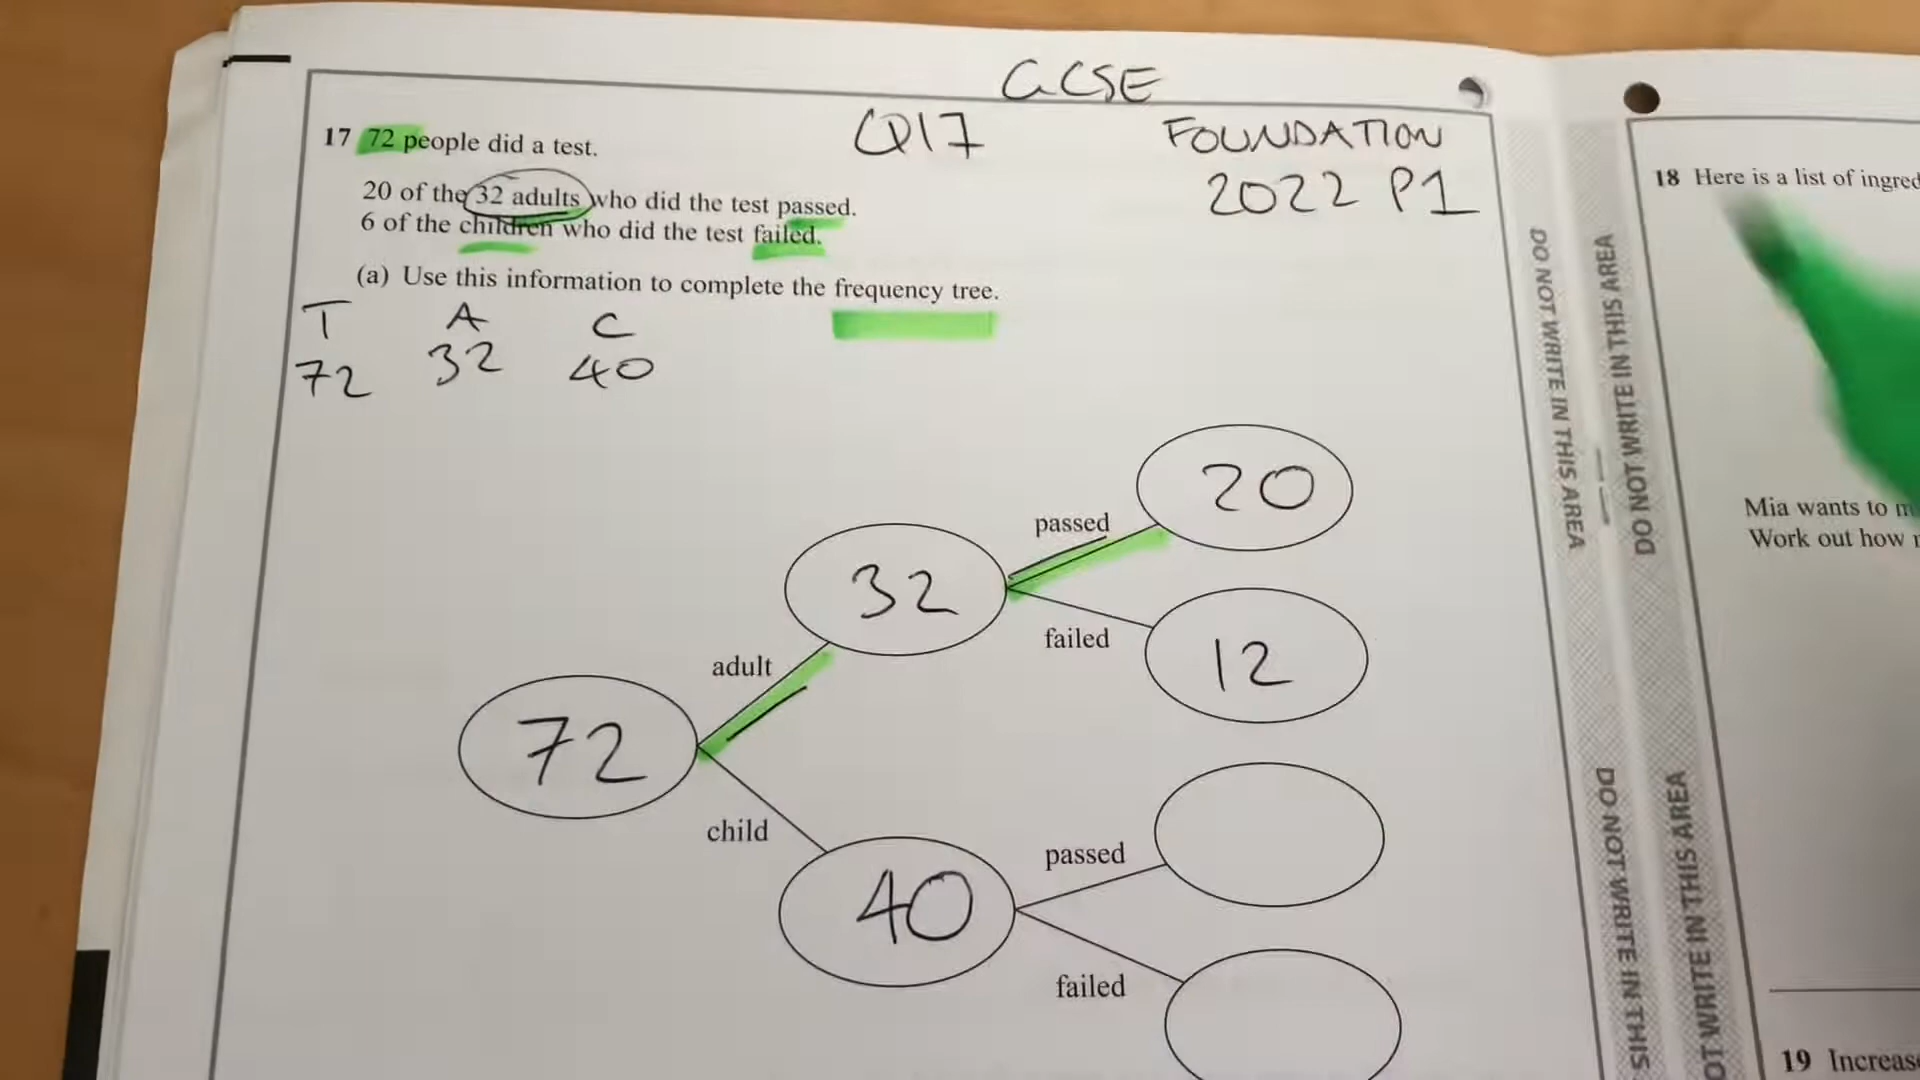 GCSE
Q17
FOUNDATION
2022 P1
17 72 people did a test.
20 of the 32 adults who did the test passed.
6 of the children who did the test failed.
(a) Use this information to complete the frequency tree.
T A C
72 32 40
20
passed
32
failed
12
adult
72
child
passed
40
failed
DO NOT WRITE IN THIS AREA
DO NOT WRITE IN THIS AREA
DO NOT WRITE IN THIS
NOT WRITE IN THIS AREA
18 Here is a list of
Mia wants to
Work out how
19